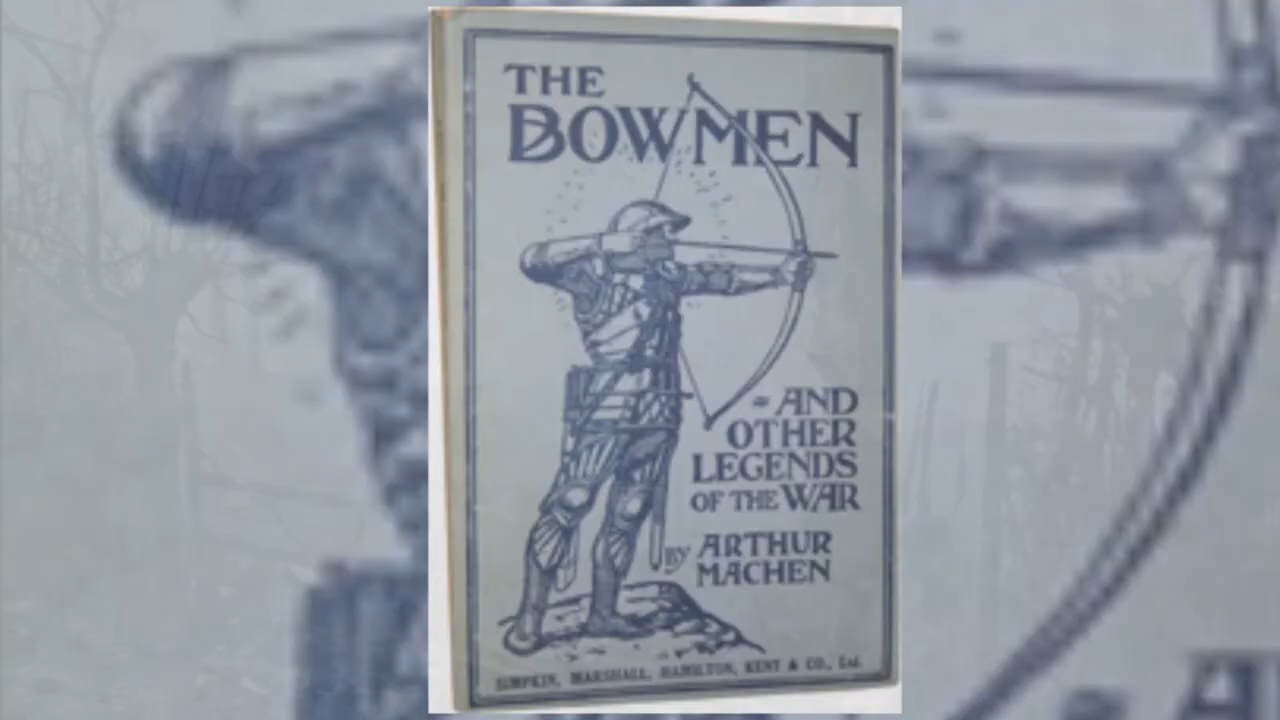 THE
BOWMEN
- AND
OTHER
LEGENDS
OF THE WAR
BY ARTHUR
MACHEN
SIMPKIN, MARSHALL, HAMILTON, KENT & CO., Ltd.